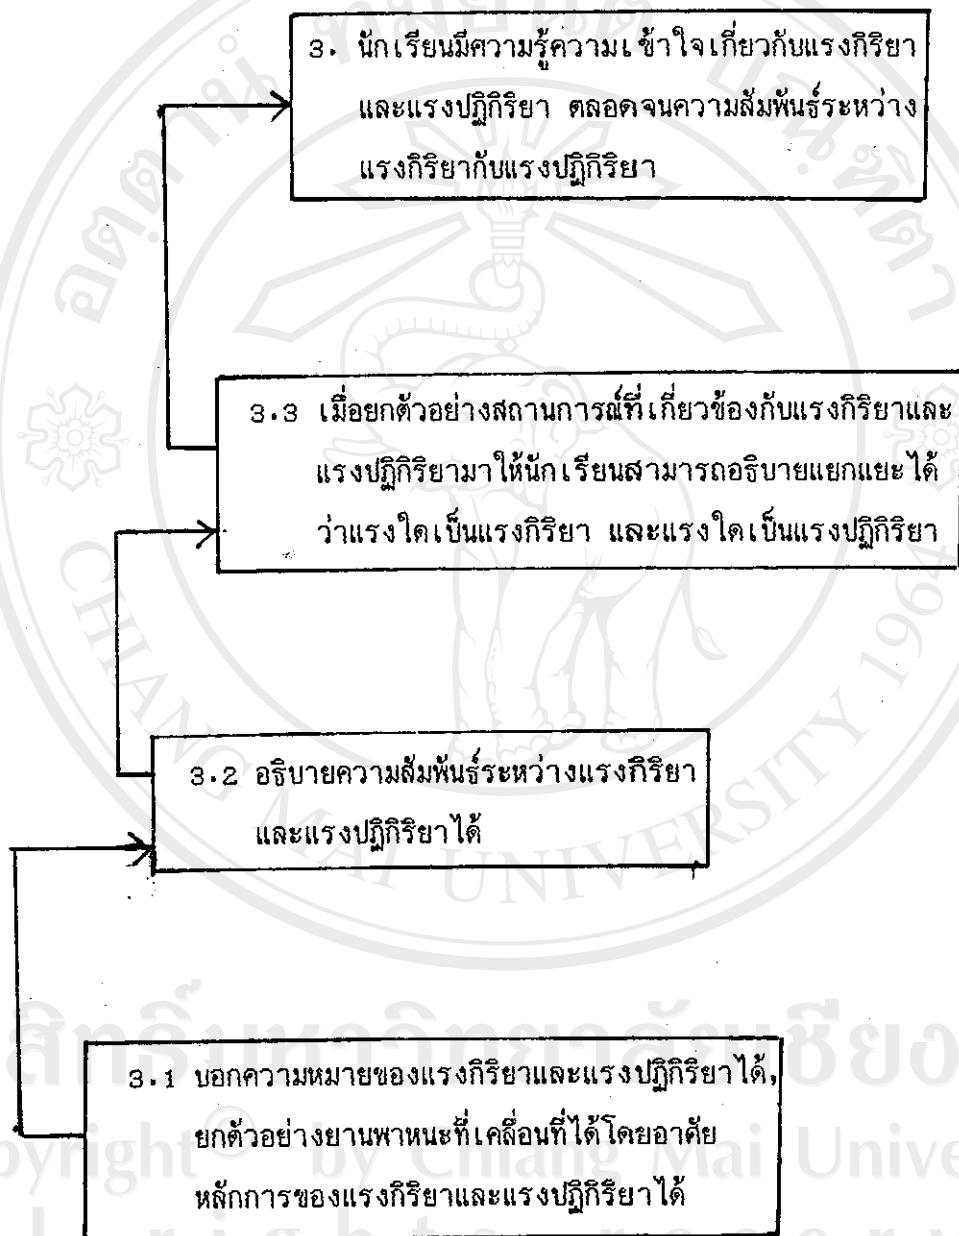 3. นักเรียนมีความรู้ความเข้าใจเกี่ยวกับแรงกิริยา
และแรงปฏิกิริยา ตลอดจนความสัมพันธ์ระหว่าง
แรงกิริยากับแรงปฏิกิริยา
3.3 เมื่อยกตัวอย่างสถานการณ์ที่เกี่ยวข้องกับแรงกิริยาและ
แรงปฏิกิริยามาให้นักเรียนสามารถอธิบายแยกแยะได้
ว่าแรงใดเป็นแรงกิริยา และแรงใดเป็นแรงปฏิกิริยา
3.2 อธิบายความสัมพันธ์ระหว่างแรงกิริยา
และแรงปฏิกิริยาได้
3.1 บอกความหมายของแรงกิริยาและแรงปฏิกิริยาได้,
ยกตัวอย่างยานพาหนะที่เคลื่อนที่ได้โดยอาศัย
หลักการของแรงกิริยาและแรงปฏิกิริยาได้
CHIANG MAI UNIVERSITY 1964
by Chiang Mai